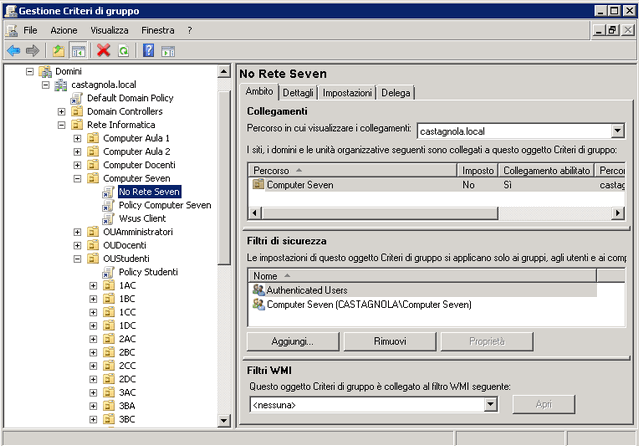 Gestione Criteri di gruppo
File Azione Visualizza Finestra ?
Domini
castagnola.local
Default Domain Policy
Domain Controllers
Rete Informatica
Computer Aula 1
Computer Aula 2
Computer Docenti
Computer Seven
No Rete Seven
Policy Computer Seven
Wsus Client
OUAmministratori
OUDocenti
OUStudenti
Policy Studenti
1AC
1BC
1CC
1DC
2AC
2BC
2CC
2DC
3AC
3BA
3BC
No Rete Seven
Ambito Dettagli Impostazioni Delega
Collegamenti
Percorso in cui visualizzare i collegamenti: castagnola.local
I siti, i domini e le unità organizzative seguenti sono collegati a questo oggetto Criteri di gruppo:
Percorso Imposto Collegamento abilitato Percor
Computer Seven No Sì castag
Filtri di sicurezza
Le impostazioni di questo oggetto Criteri di gruppo si applicano solo ai gruppi, agli utenti e ai comp
Nome
Authenticated Users
Computer Seven (CASTAGNOLA\Computer Seven)
Aggiungi... Rimuovi Proprietà
Filtri WMI
Questo oggetto Criteri di gruppo è collegato al filtro WMI seguente:
<nessuna> Apri